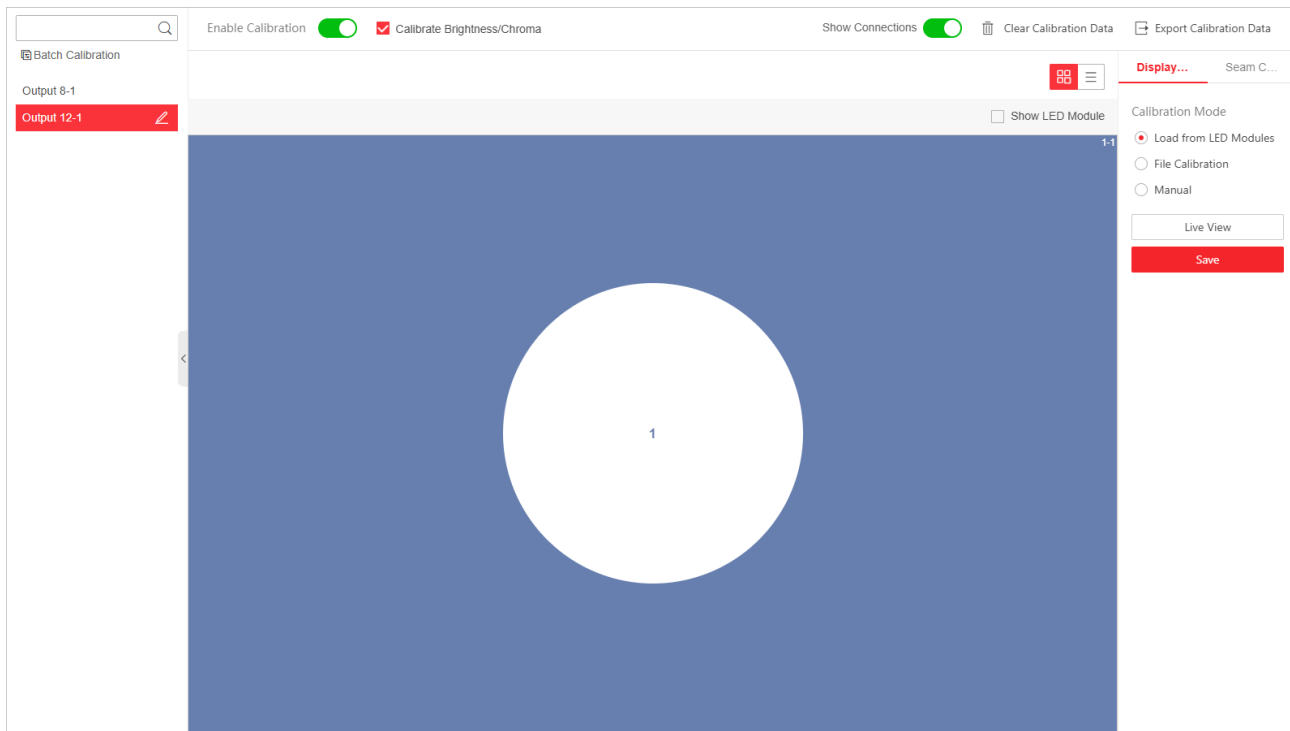 Enable Calibration
Calibrate Brightness/Chroma
Show Connections
Clear Calibration Data
Export Calibration Data
Batch Calibration
Output 8-1
Output 12-1
Display...
Seam C...
Show LED Module
1-1
1
Calibration Mode
Load from LED Modules
File Calibration
Manual
Live View
Save